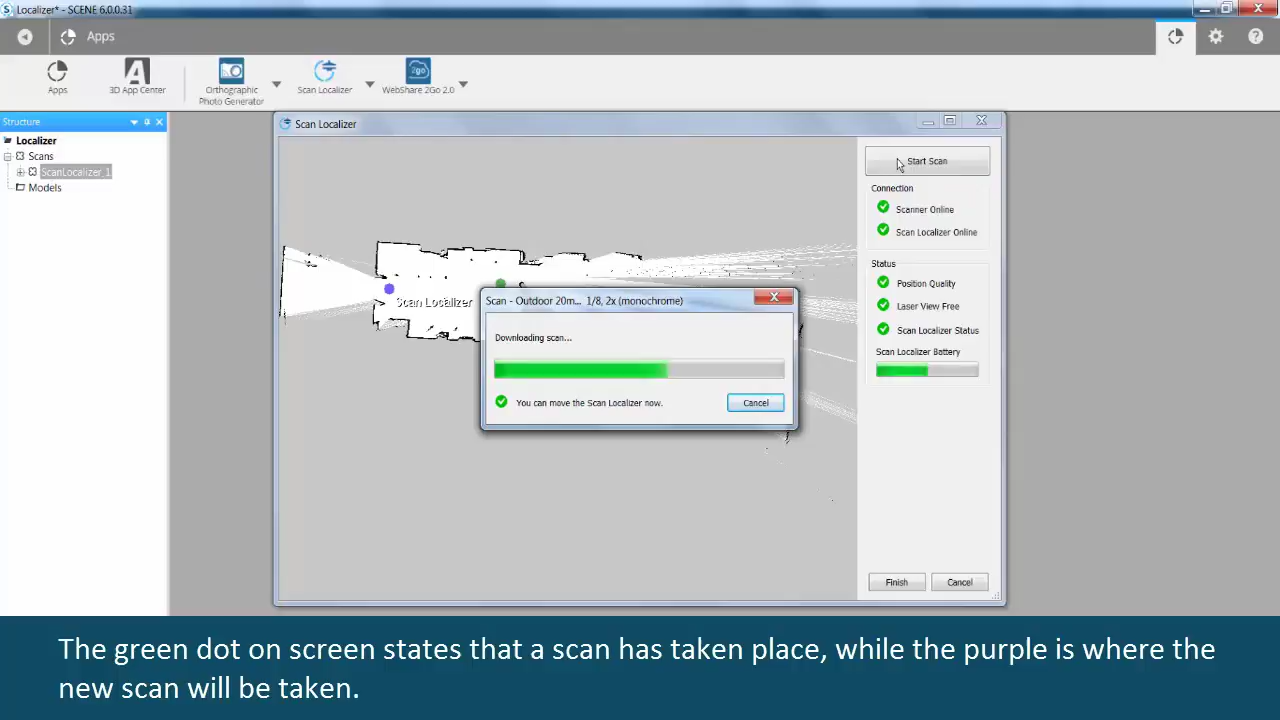 Localizer* - SCENE 6.0.0.31
Apps
Apps
3D App Center
Orthographic
Photo Generator
Scan Localizer
2go
WebShare 2Go 2.0
Structure
Localizer
Scans
ScanLocalizer_1
Models
Scan Localizer
Start Scan
Connection
Scanner Online
Scan Localizer Online
Status
Position Quality
Laser View Free
Scan Localizer Status
Scan Localizer Battery
Scan Localizer
Scan - Outdoor 20m... 1/8, 2x (monochrome)
Downloading scan...
You can move the Scan Localizer now.
Cancel
Finish
Cancel
The green dot on screen states that a scan has taken place, while the purple is where the
new scan will be taken.